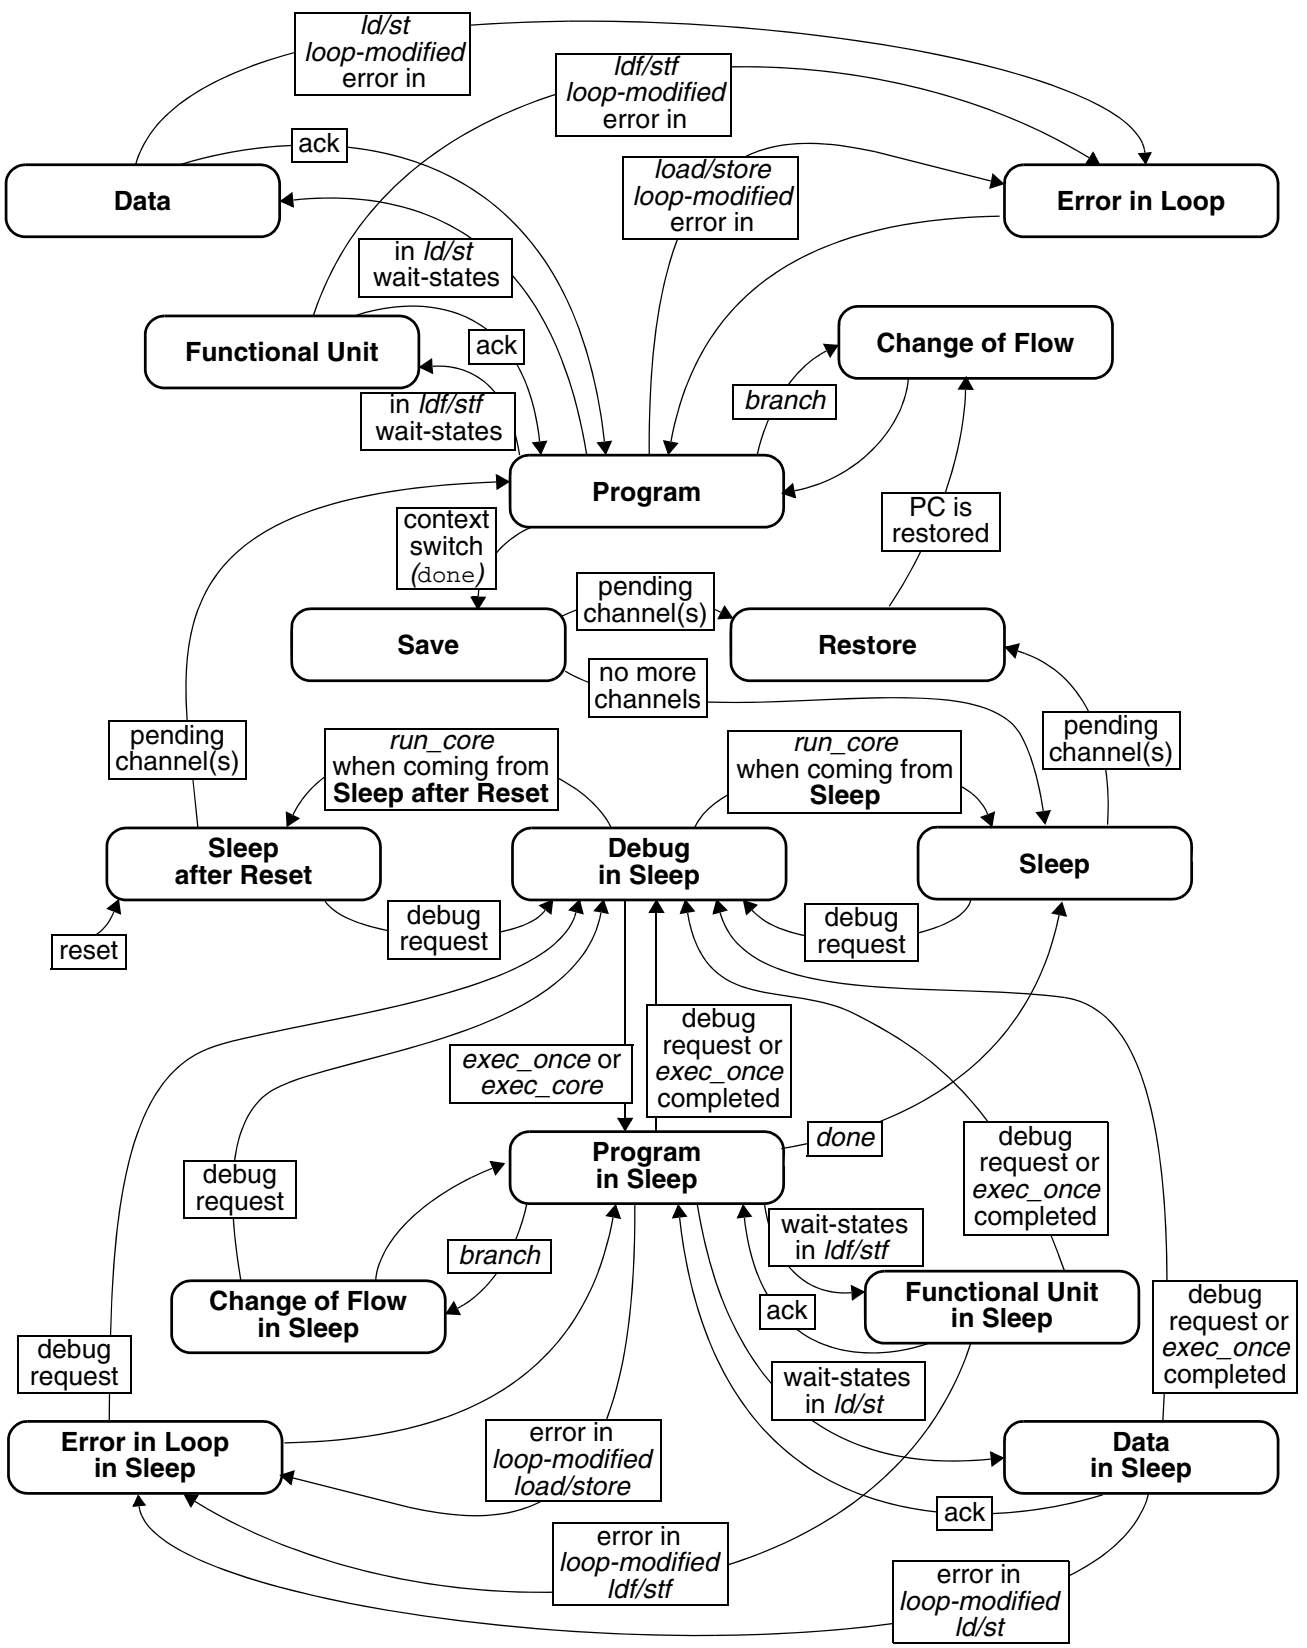 ld/st
loop-modified
error in
ldf/stf
loop-modified
error in
ack
load/store
loop-modified
error in
Data
Error in Loop
in ld/st
wait-states
Functional Unit
ack
Change of Flow
in ldf/stf
wait-states
branch
Program
context
switch
(done)
PC is
restored
pending
channel(s)
Save
Restore
no more
channels
pending
channel(s)
run_core
when coming from
Sleep after Reset
run_core
when coming from
Sleep
pending
channel(s)
Sleep
after Reset
Debug
in Sleep
Sleep
reset
debug
request
debug
request
exec_once or
exec_core
debug
request or
exec_once
completed
done
debug
request or
exec_once
completed
Program
in Sleep
debug
request
branch
wait-states
in ldf/stf
Change of Flow
in Sleep
ack
Functional Unit
in Sleep
debug
request or
exec_once
completed
debug
request
wait-states
in ld/st
Error in Loop
in Sleep
error in
loop-modified
load/store
Data
in Sleep
ack
error in
loop-modified
ldf/stf
error in
loop-modified
ld/st